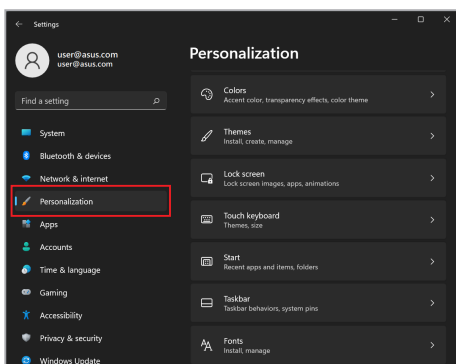 Settings
user@asus.com
user@asus.com
Find a setting
System
Bluetooth & devices
Network & internet
Personalization
Apps
Accounts
Time & language
Gaming
Accessibility
Privacy & security
Windows Update
Personalization
Colors
Accent color, transparency effects, color theme
Themes
Install, create, manage
Lock screen
Lock screen images, apps, animations
Touch keyboard
Themes, size
Start
Recent apps and items, folders
Taskbar
Taskbar behaviors, system pins
Fonts
Install, manage